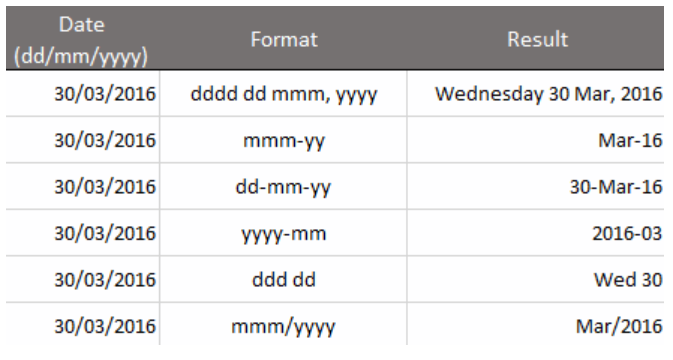 Date
(dd/mm/yyyy) Format Result
30/03/2016 dddd dd mmm, yyyy Wednesday 30 Mar, 2016
30/03/2016 mmm-yy Mar-16
30/03/2016 dd-mm-yy 30-Mar-16
30/03/2016 yyyy-mm 2016-03
30/03/2016 ddd dd Wed 30
30/03/2016 mmm/yyyy Mar/2016